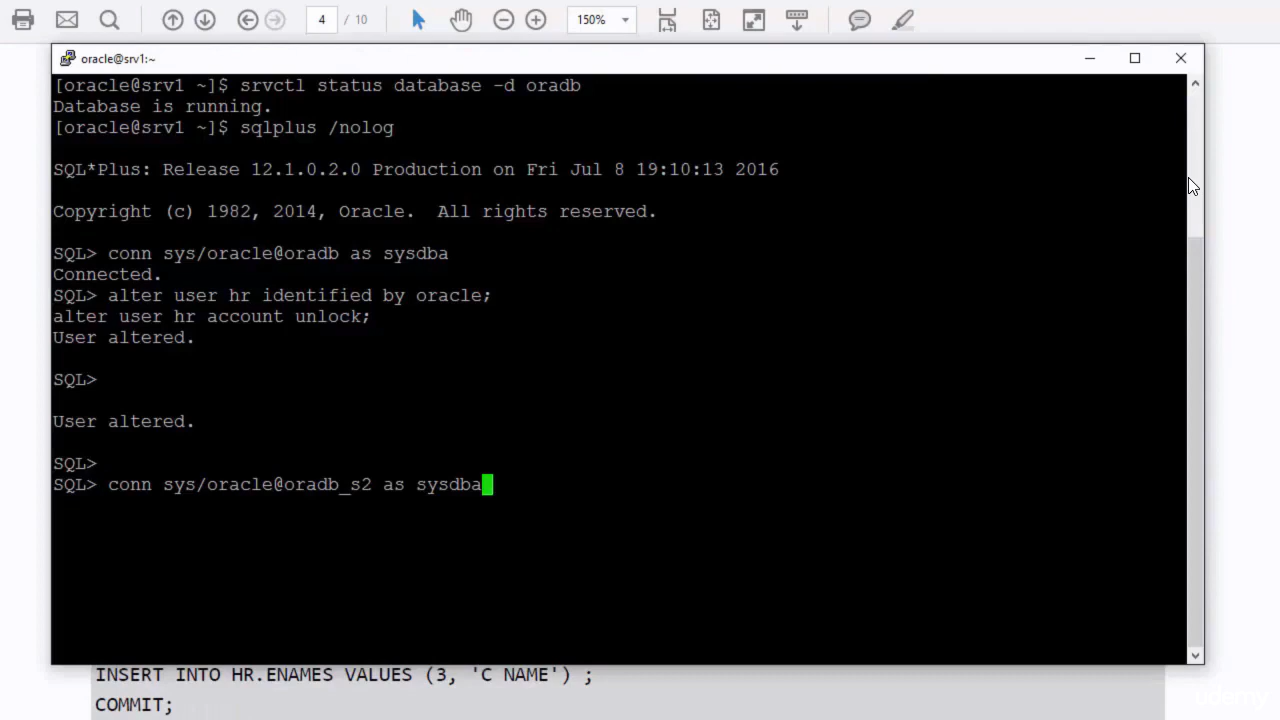 4 / 10
150%
oracle@srv1:~
[oracle@srv1 ~]$ srvctl status database -d oradb
Database is running.
[oracle@srv1 ~]$ sqlplus /nolog
SQL*Plus: Release 12.1.0.2.0 Production on Fri Jul 8 19:10:13 2016
Copyright (c) 1982, 2014, Oracle.  All rights reserved.
SQL> conn sys/oracle@oradb as sysdba
Connected.
SQL> alter user hr identified by oracle;
alter user hr account unlock;
User altered.
SQL>
User altered.
SQL>
SQL> conn sys/oracle@oradb_s2 as sysdba
INSERT INTO HR.ENAMES VALUES (3, 'C NAME') ;
COMMIT;
udemy